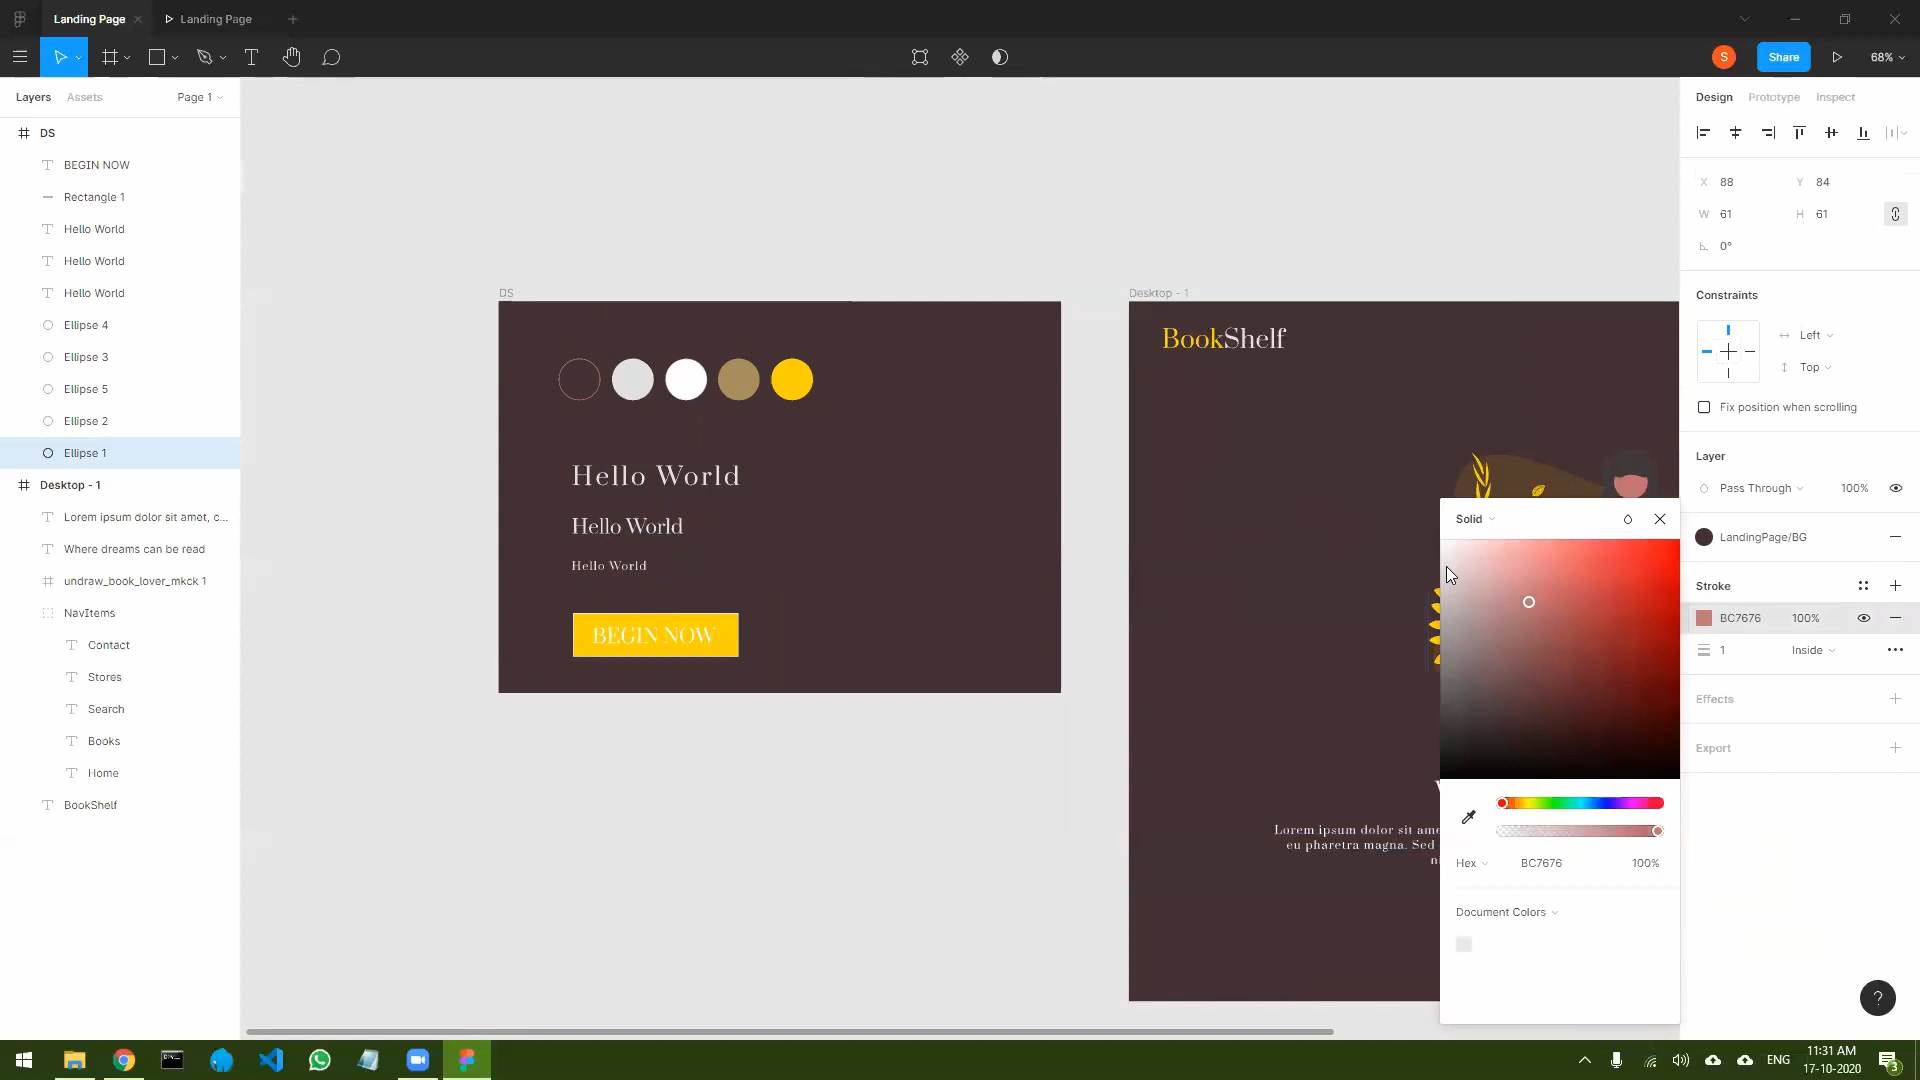 Landing Page
Landing Page
S
Share
68%
Layers
Assets
Page 1
DS
BEGIN NOW
Rectangle 1
Hello World
Hello World
Hello World
Ellipse 4
Ellipse 3
Ellipse 5
Ellipse 2
Ellipse 1
Desktop - 1
Lorem ipsum dolor sit amet, c...
Where dreams can be read
undraw_book_lover_mkck 1
NavItems
Contact
Stores
Search
Books
Home
BookShelf
DS
Hello World
Hello World
Hello World
BEGIN NOW
Desktop - 1
BookShelf
Lorem ipsum dolor sit ame
eu pharetra magna. Sed
Solid
Hex
BC7676
100%
Document Colors
Design
Prototype
Inspect
X 88
Y 84
W 61
H 61
0°
Constraints
Left
Top
Fix position when scrolling
Layer
Pass Through
100%
LandingPage/BG
Stroke
BC7676
100%
1
Inside
Effects
Export
?
ENG
11:31 AM
17-10-2020
3